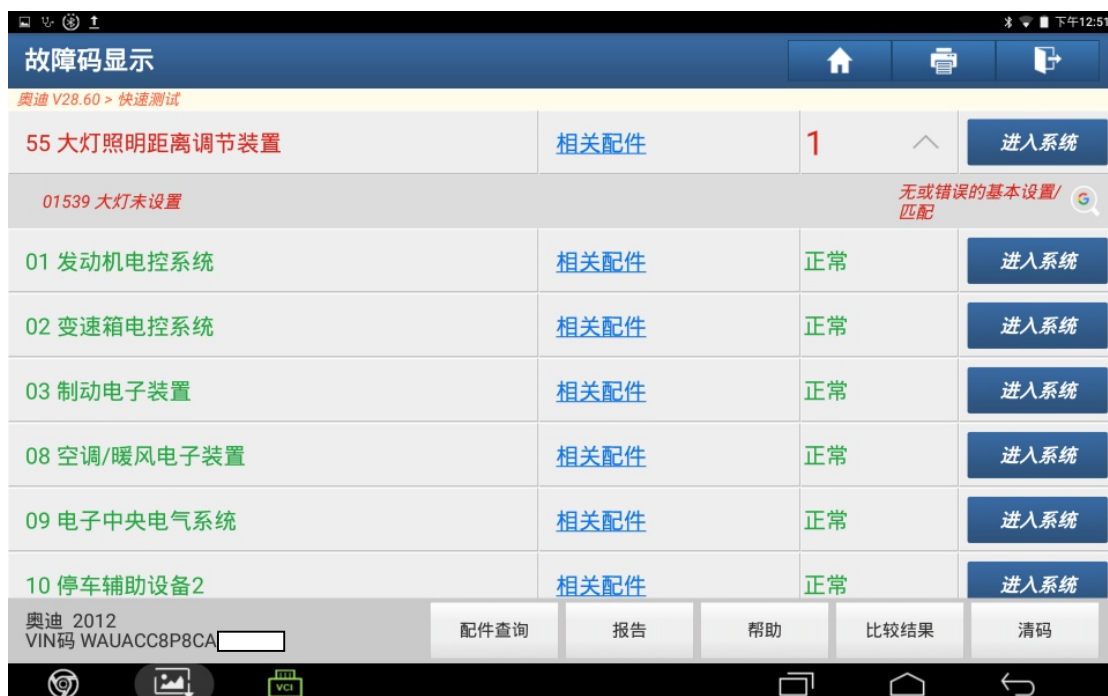 下午12:51
故障码显示
奥迪 V28.60 > 快速测试
55 大灯照明距离调节装置 相关配件 1 进入系统
01539 大灯未设置 无或错误的基本设置/
匹配
01 发动机电控系统 相关配件 正常 进入系统
02 变速箱电控系统 相关配件 正常 进入系统
03 制动电子装置 相关配件 正常 进入系统
08 空调/暖风电子装置 相关配件 正常 进入系统
09 电子中央电气系统 相关配件 正常 进入系统
10 停车辅助设备2 相关配件 正常 进入系统
奥迪 2012
VIN码 WAUACC8P8CA
配件查询 报告 帮助 比较结果 清码
VCI